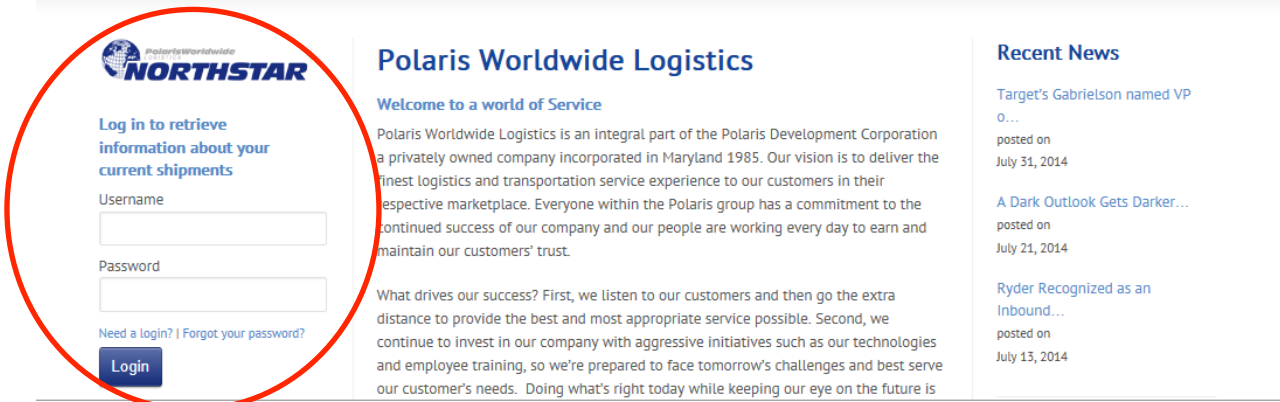 PolarisWorldwide
LOGISTICS
NORTHSTAR
Log in to retrieve
information about your
current shipments
Username
Password
Need a login? | Forgot your password?
Login
Polaris Worldwide Logistics
Welcome to a world of Service
Polaris Worldwide Logistics is an integral part of the Polaris Development Corporation
a privately owned company incorporated in Maryland 1985. Our vision is to deliver the
finest logistics and transportation service experience to our customers in their
respective marketplace. Everyone within the Polaris group has a commitment to the
continued success of our company and our people are working every day to earn and
maintain our customers' trust.
What drives our success? First, we listen to our customers and then go the extra
distance to provide the best and most appropriate service possible. Second, we
continue to invest in our company with aggressive initiatives such as our technologies
and employee training, so we're prepared to face tomorrow's challenges and best serve
our customer's needs.  Doing what's right today while keeping our eye on the future is
Recent News
Target's Gabrielson named VP
o...
posted on
July 31, 2014
A Dark Outlook Gets Darker...
posted on
July 21, 2014
Ryder Recognized as an
Inbound...
posted on
July 13, 2014